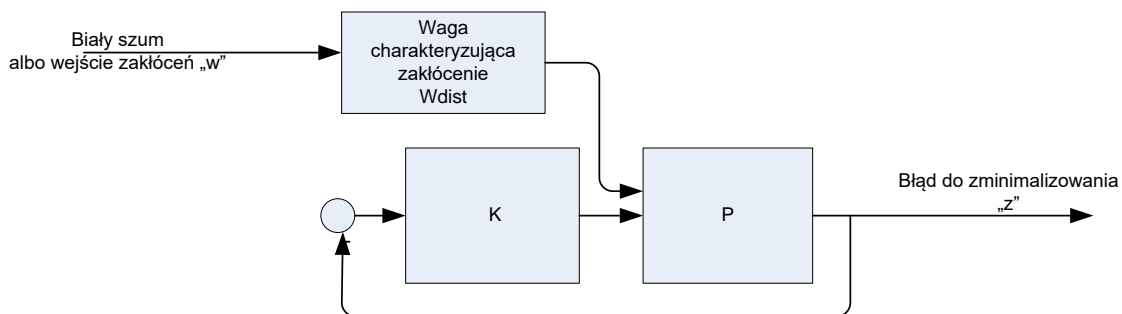 Biały szum
albo wejście zakłóceń „w”
Waga
charakteryzująca
zakłócenie
Wdist
K
P
Błąd do zminimalizowania
„z”
-